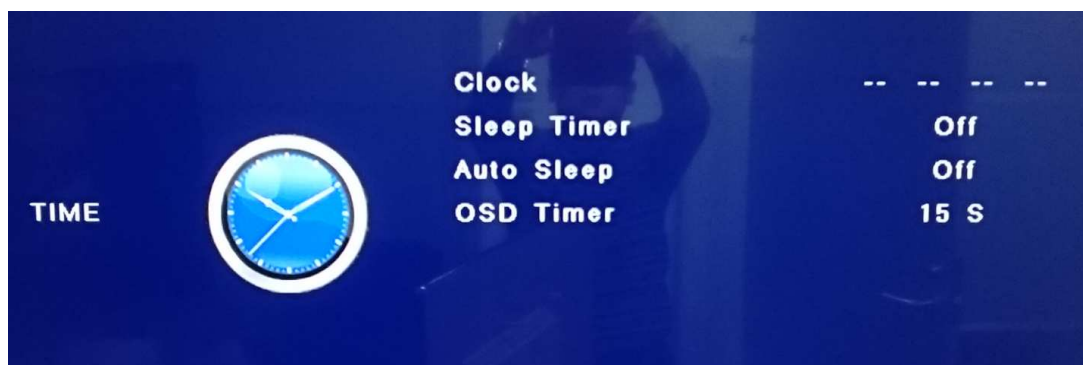 TIME
Clock -- -- -- --
Sleep Timer Off
Auto Sleep Off
OSD Timer 15 S